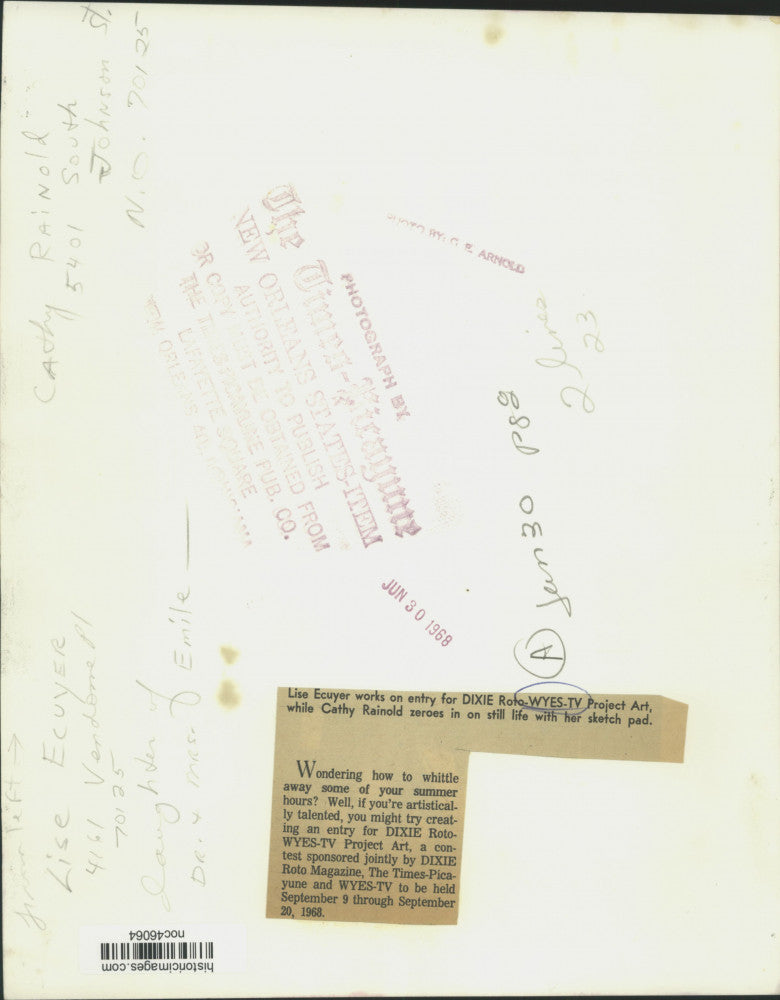 from left →
Lise Ecuyer
4161 Vendome Pl
70125
daughter of
Dr. & Mrs. Emile
Cathy Rainold
5401 South
Johnson St.
N.O. 70125
The Times-Picayune
NEW ORLEANS STATES-ITEM
AUTHORITY TO PUBLISH
OR COPY MUST BE OBTAINED FROM
THE TIMES-PICAYUNE PUB. CO.
LAFAYETTE SQUARE
NEW ORLEANS 40, LOUISIANA
PHOTOGRAPH BY
PHOTO BY: G. E. ARNOLD
JUN 30 1968
A Jun 30 p89
2 lines
23
Lise Ecuyer works on entry for DIXIE Roto-WYES-TV Project Art,
while Cathy Rainold zeroes in on still life with her sketch pad.
Wondering how to whittle
away some of your summer
hours? Well, if you're artistical-
ly talented, you might try creat-
ing an entry for DIXIE Roto-
WYES-TV Project Art, a con-
test sponsored jointly by DIXIE
Roto Magazine, The Times-Pica-
yune and WYES-TV to be held
September 9 through September
20, 1968.
historicimages.com
noc46064